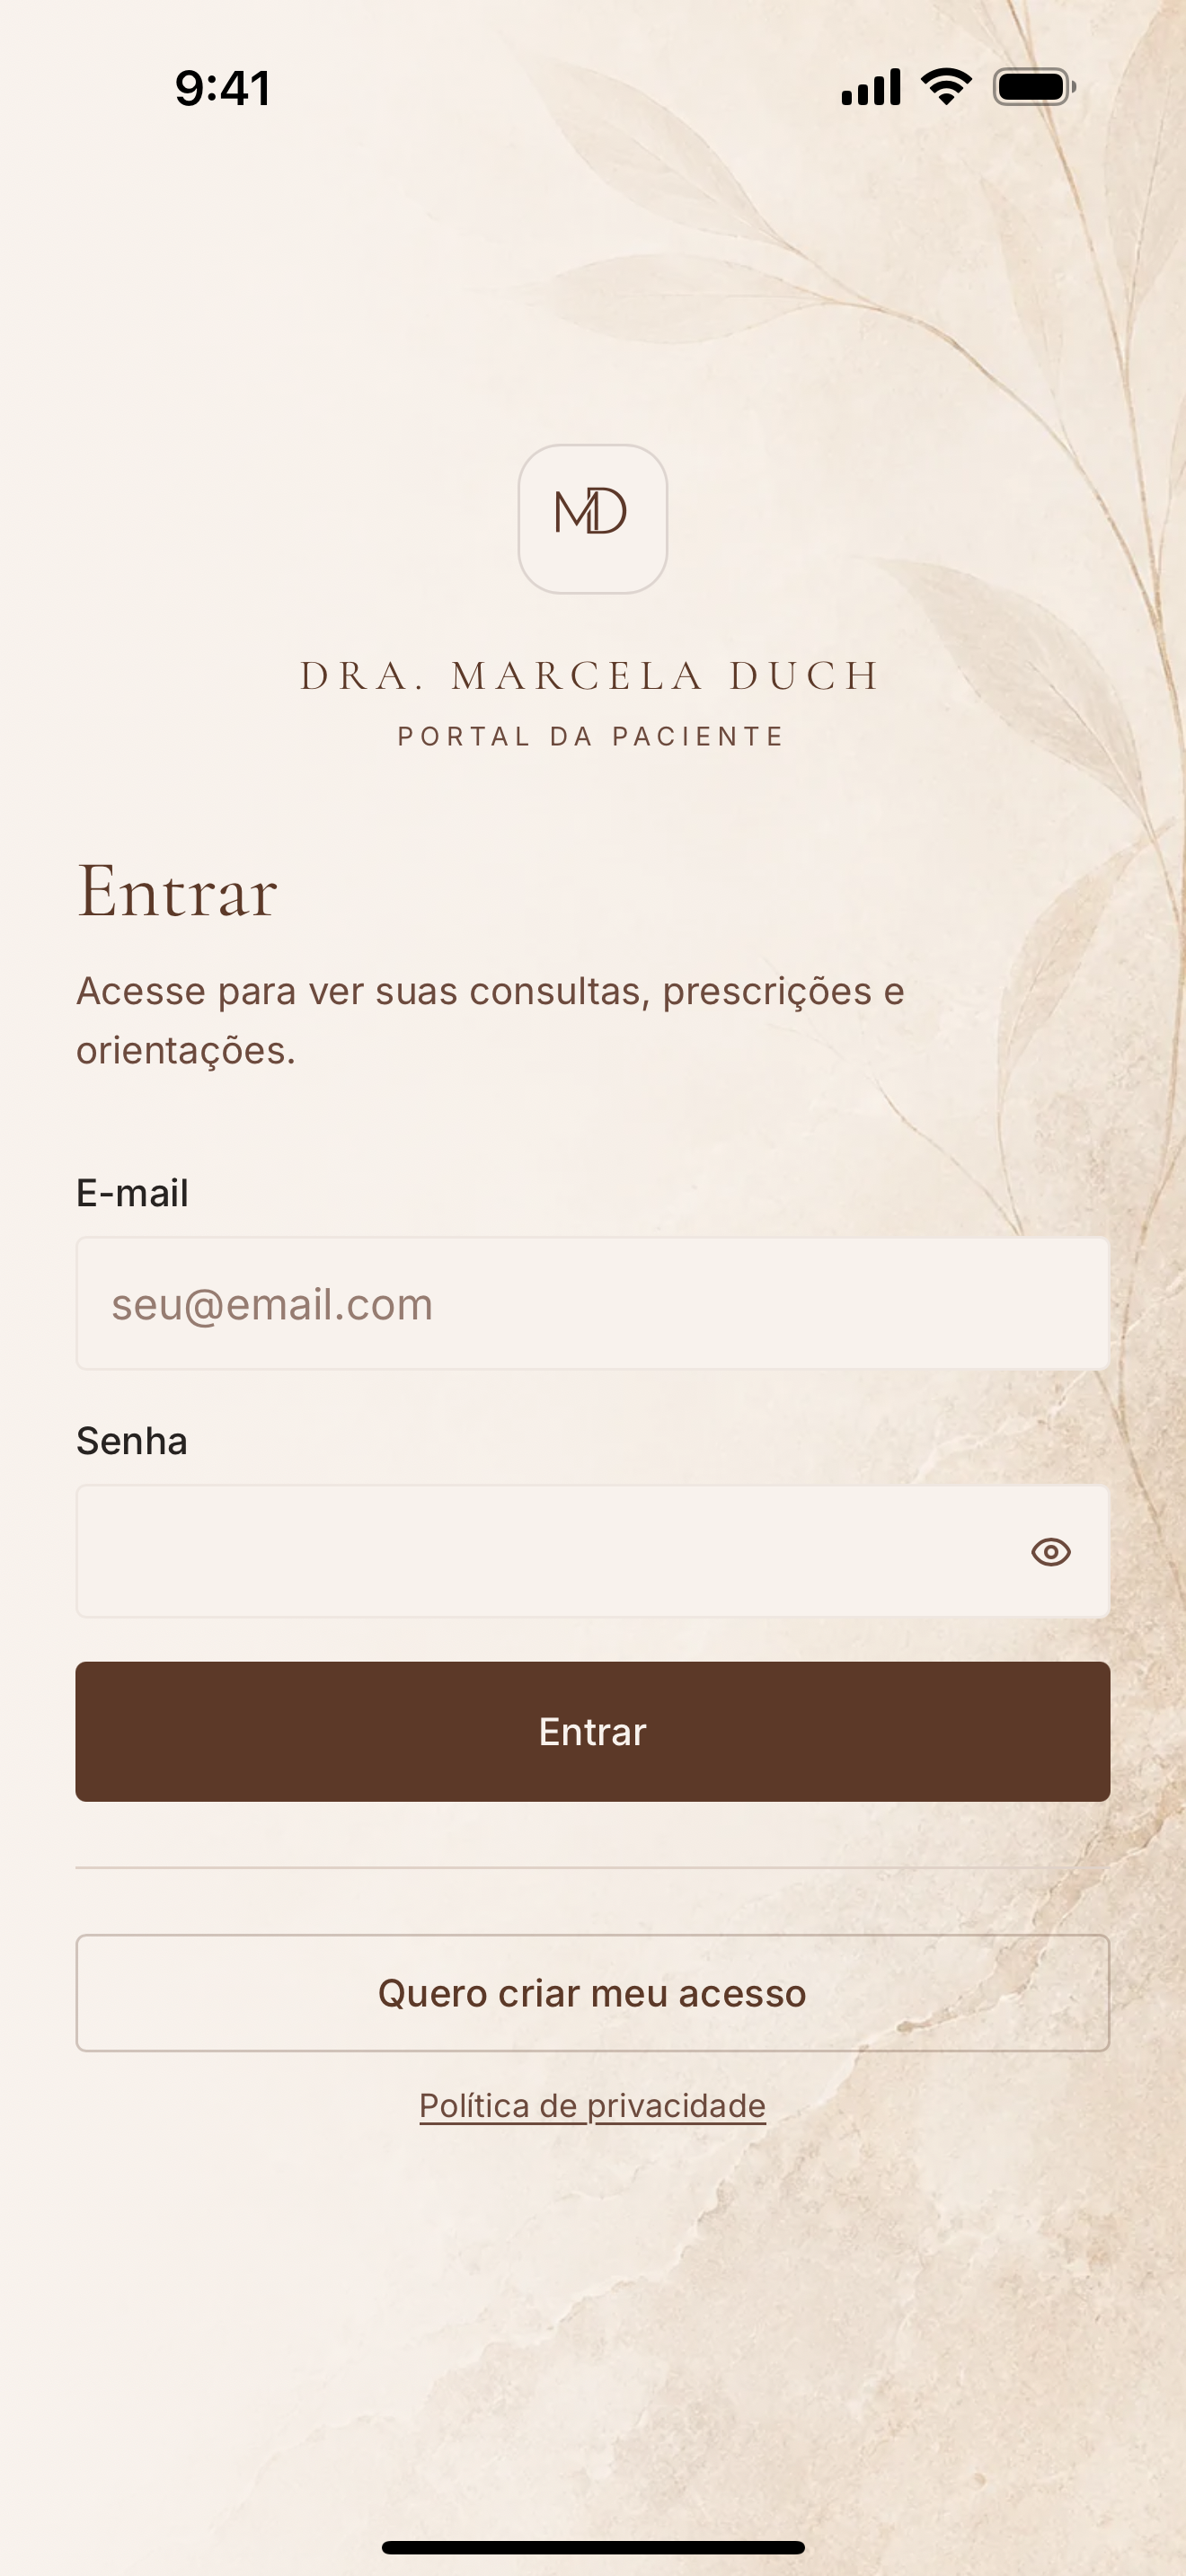 9:41
MD
DRA. MARCELA DUCH
PORTAL DA PACIENTE
Entrar
Acesse para ver suas consultas, prescrições e
orientações.
E-mail
seu@email.com
Senha
Entrar
Quero criar meu acesso
Política de privacidade